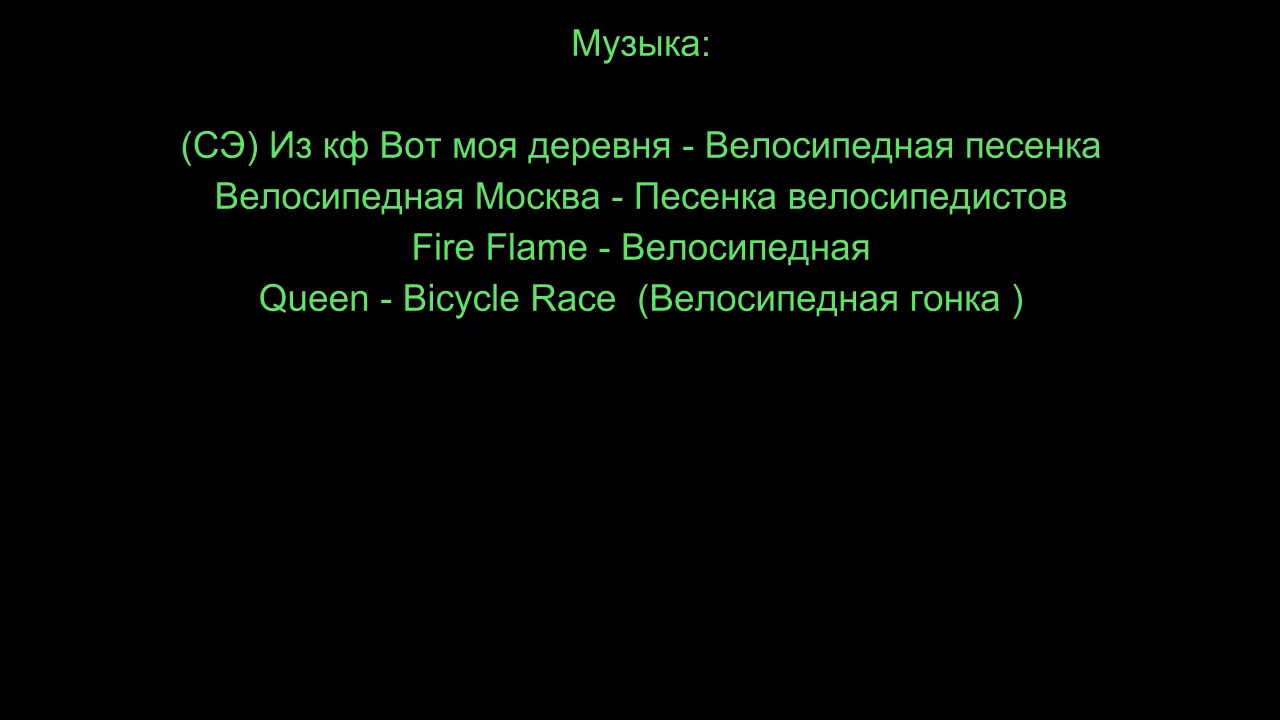 Музыка:
(СЭ) Из кф Вот моя деревня - Велосипедная песенка
Велосипедная Москва - Песенка велосипедистов
Fire Flame - Велосипедная
Queen - Bicycle Race  (Велосипедная гонка )